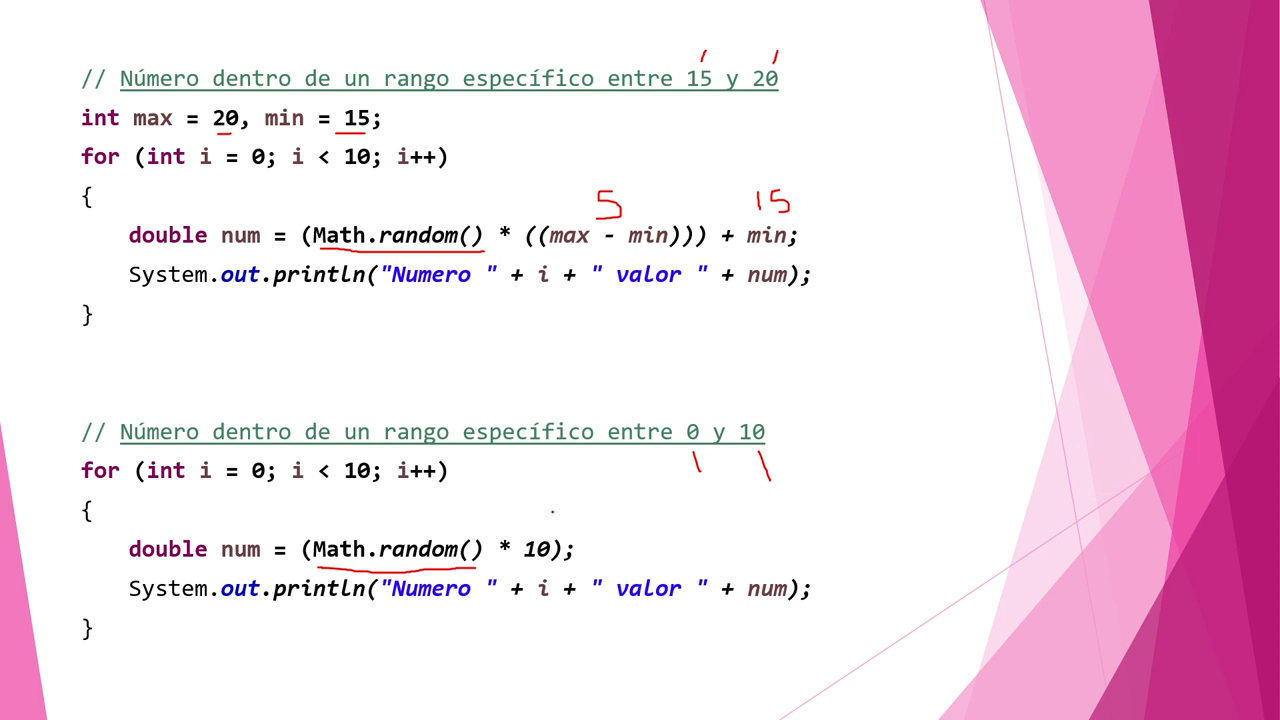 // Número dentro de un rango específico entre 15 y 20
int max = 20, min = 15;
for (int i = 0; i < 10; i++)
{
5 15
double num = (Math.random() * ((max - min))) + min;
System.out.println("Numero " + i + " valor " + num);
}
// Número dentro de un rango específico entre 0 y 10
for (int i = 0; i < 10; i++)
{
double num = (Math.random() * 10);
System.out.println("Numero " + i + " valor " + num);
}